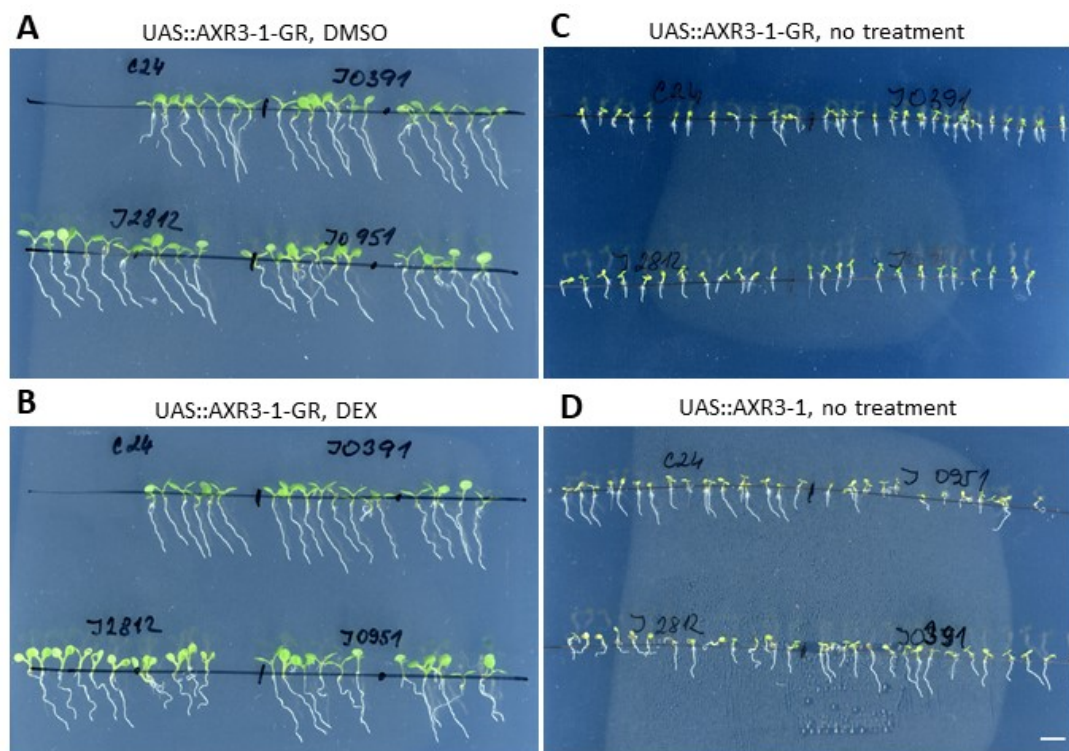 A
UAS::AXR3-1-GR, DMSO
C24
J0391
J2812
J0951
B
UAS::AXR3-1-GR, DEX
C24
J0391
J2812
J0951
C
UAS::AXR3-1-GR, no treatment
C24
J0391
J2812
D
UAS::AXR3-1, no treatment
C24
J 0951
J 2812
J0391